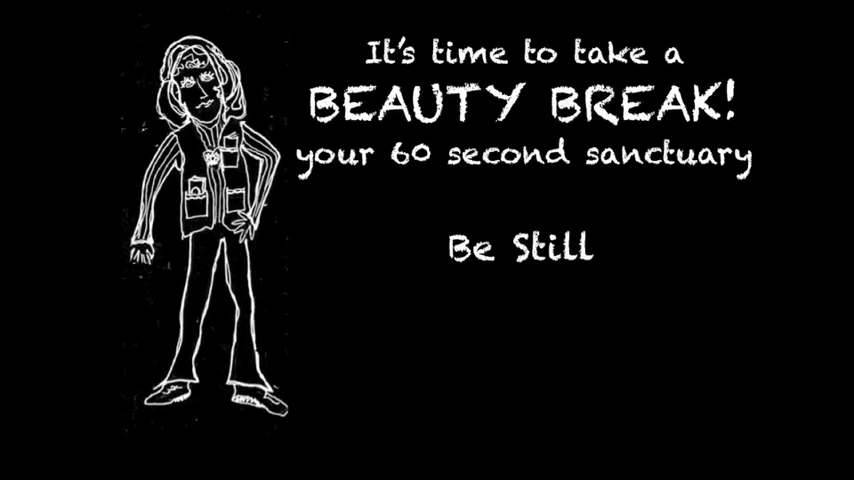 It's time to take a
BEAUTY BREAK!
your 60 second sanctuary
Be Still